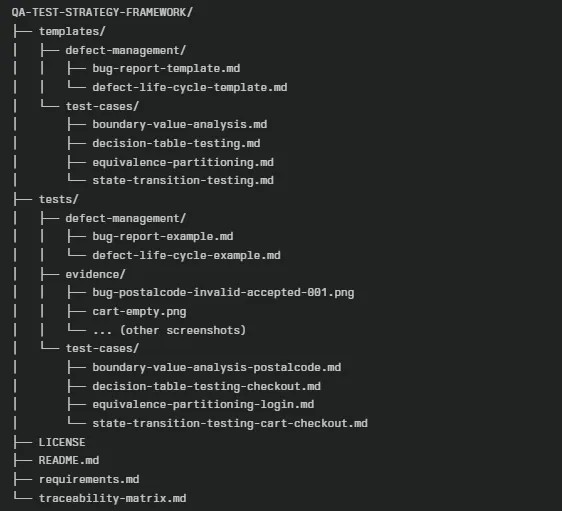 QA-TEST-STRATEGY-FRAMEWORK/
├── templates/
│   ├── defect-management/
│   │   ├── bug-report-template.md
│   │   └── defect-life-cycle-template.md
│   └── test-cases/
│       ├── boundary-value-analysis.md
│       ├── decision-table-testing.md
│       ├── equivalence-partitioning.md
│       └── state-transition-testing.md
├── tests/
│   ├── defect-management/
│   │   ├── bug-report-example.md
│   │   └── defect-life-cycle-example.md
│   ├── evidence/
│   │   ├── bug-postalcode-invalid-accepted-001.png
│   │   ├── cart-empty.png
│   │   └── ... (other screenshots)
│   └── test-cases/
│       ├── boundary-value-analysis-postalcode.md
│       ├── decision-table-testing-checkout.md
│       ├── equivalence-partitioning-login.md
│       └── state-transition-testing-cart-checkout.md
├── LICENSE
├── README.md
├── requirements.md
└── traceability-matrix.md